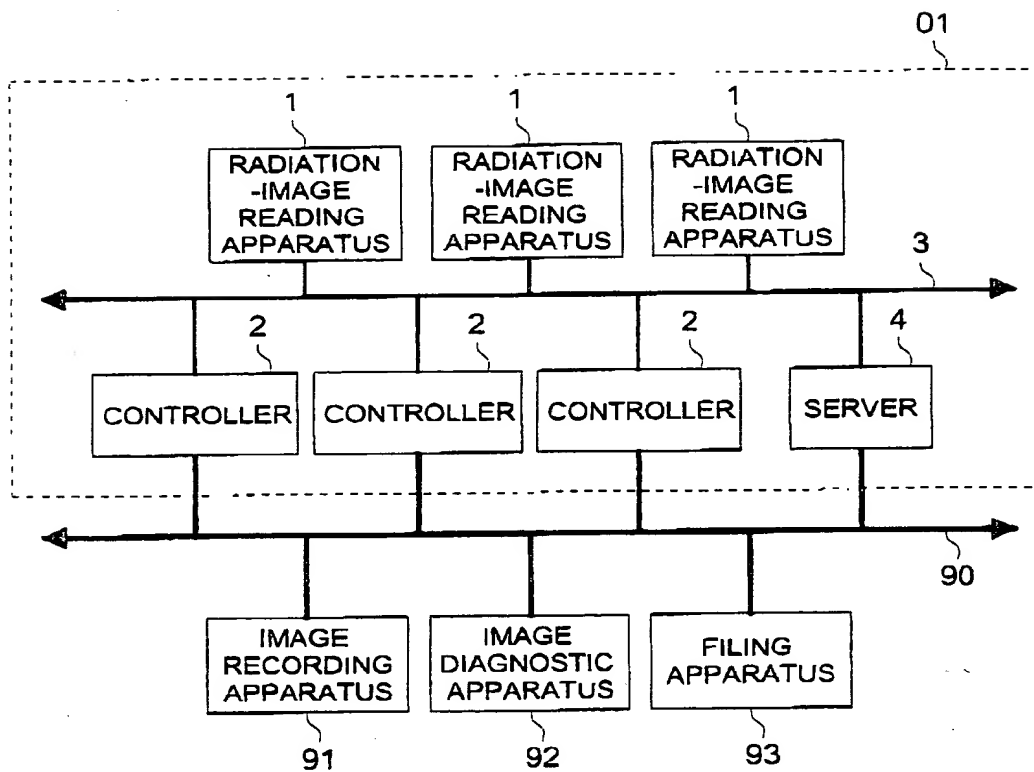 01
1
1
1
RADIATION
-IMAGE
READING
APPARATUS
RADIATION
-IMAGE
READING
APPARATUS
RADIATION
-IMAGE
READING
APPARATUS
3
2
2
2
4
CONTROLLER
CONTROLLER
CONTROLLER
SERVER
90
IMAGE
RECORDING
APPARATUS
IMAGE
DIAGNOSTIC
APPARATUS
FILING
APPARATUS
91
92
93